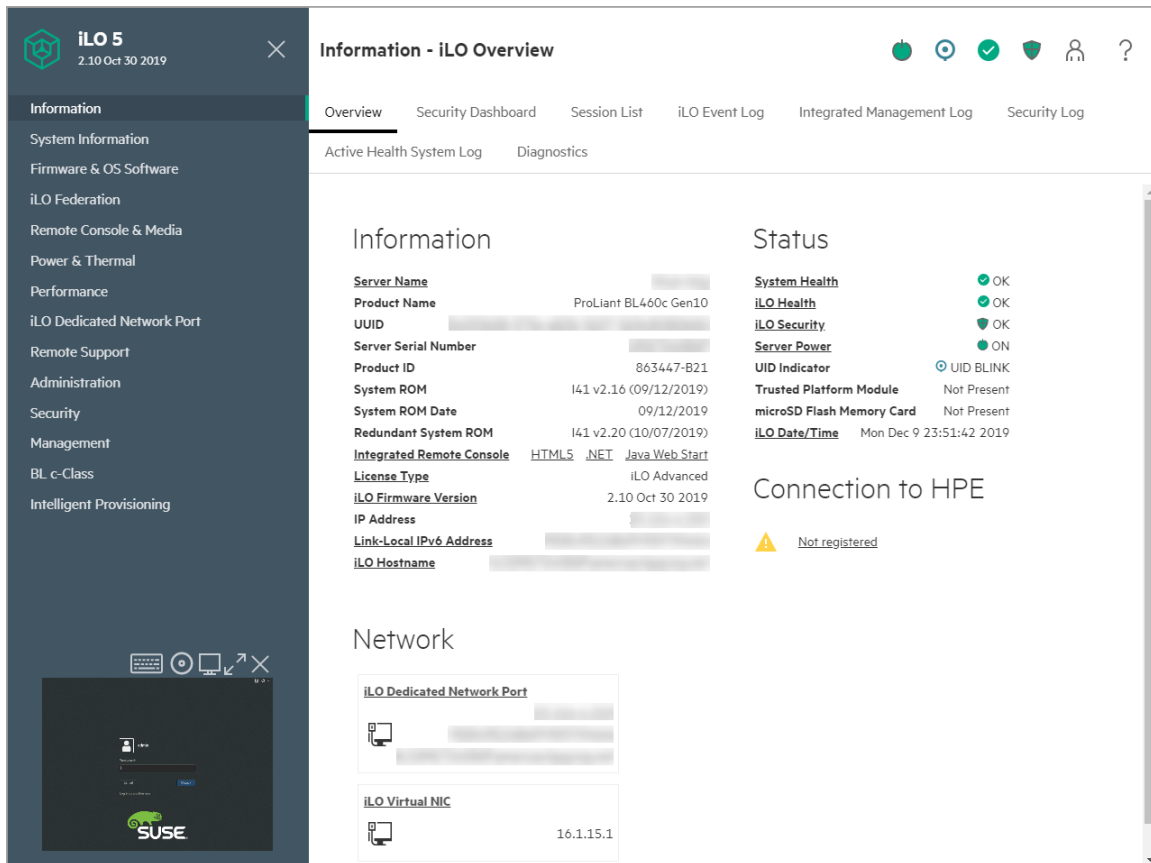 iLO 5
2.10 Oct 30 2019
Information
System Information
Firmware & OS Software
iLO Federation
Remote Console & Media
Power & Thermal
Performance
iLO Dedicated Network Port
Remote Support
Administration
Security
Management
BL c-Class
Intelligent Provisioning
SUSE
Information - iLO Overview
?
Overview Security Dashboard Session List iLO Event Log Integrated Management Log Security Log
Active Health System Log Diagnostics
Information
Server Name
Product Name ProLiant BL460c Gen10
UUID
Server Serial Number
Product ID 863447-B21
System ROM I41 v2.16 (09/12/2019)
System ROM Date 09/12/2019
Redundant System ROM I41 v2.20 (10/07/2019)
Integrated Remote Console HTML5 .NET Java Web Start
License Type iLO Advanced
iLO Firmware Version 2.10 Oct 30 2019
IP Address
Link-Local IPv6 Address
iLO Hostname
Status
System Health OK
iLO Health OK
iLO Security OK
Server Power ON
UID Indicator UID BLINK
Trusted Platform Module Not Present
microSD Flash Memory Card Not Present
iLO Date/Time Mon Dec 9 23:51:42 2019
Connection to HPE
Not registered
Network
iLO Dedicated Network Port
iLO Virtual NIC
16.1.15.1